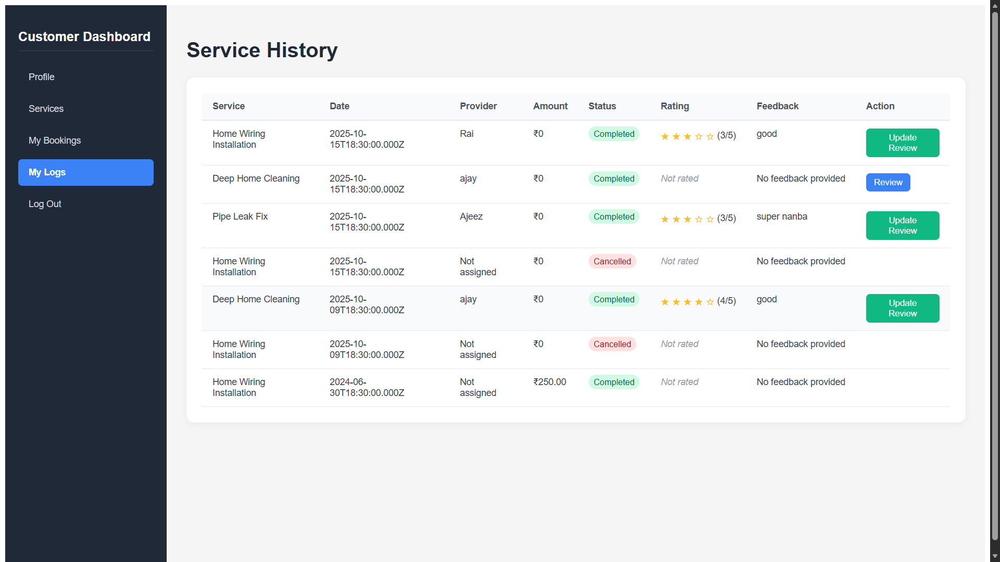 Customer Dashboard
Profile
Services
My Bookings
My Logs
Log Out
Service History
Service Date Provider Amount Status Rating Feedback Action
Home Wiring Installation 2025-10-15T18:30:00.000Z Rai ₹0 Completed ★ ★ ★ ☆ ☆ (3/5) good Update Review
Deep Home Cleaning 2025-10-15T18:30:00.000Z ajay ₹0 Completed Not rated No feedback provided Review
Pipe Leak Fix 2025-10-15T18:30:00.000Z Ajeez ₹0 Completed ★ ★ ★ ☆ ☆ (3/5) super nanba Update Review
Home Wiring Installation 2025-10-15T18:30:00.000Z Not assigned ₹0 Cancelled Not rated No feedback provided
Deep Home Cleaning 2025-10-09T18:30:00.000Z ajay ₹0 Completed ★ ★ ★ ★ ☆ (4/5) good Update Review
Home Wiring Installation 2025-10-09T18:30:00.000Z Not assigned ₹0 Cancelled Not rated No feedback provided
Home Wiring Installation 2024-06-30T18:30:00.000Z Not assigned ₹250.00 Completed Not rated No feedback provided